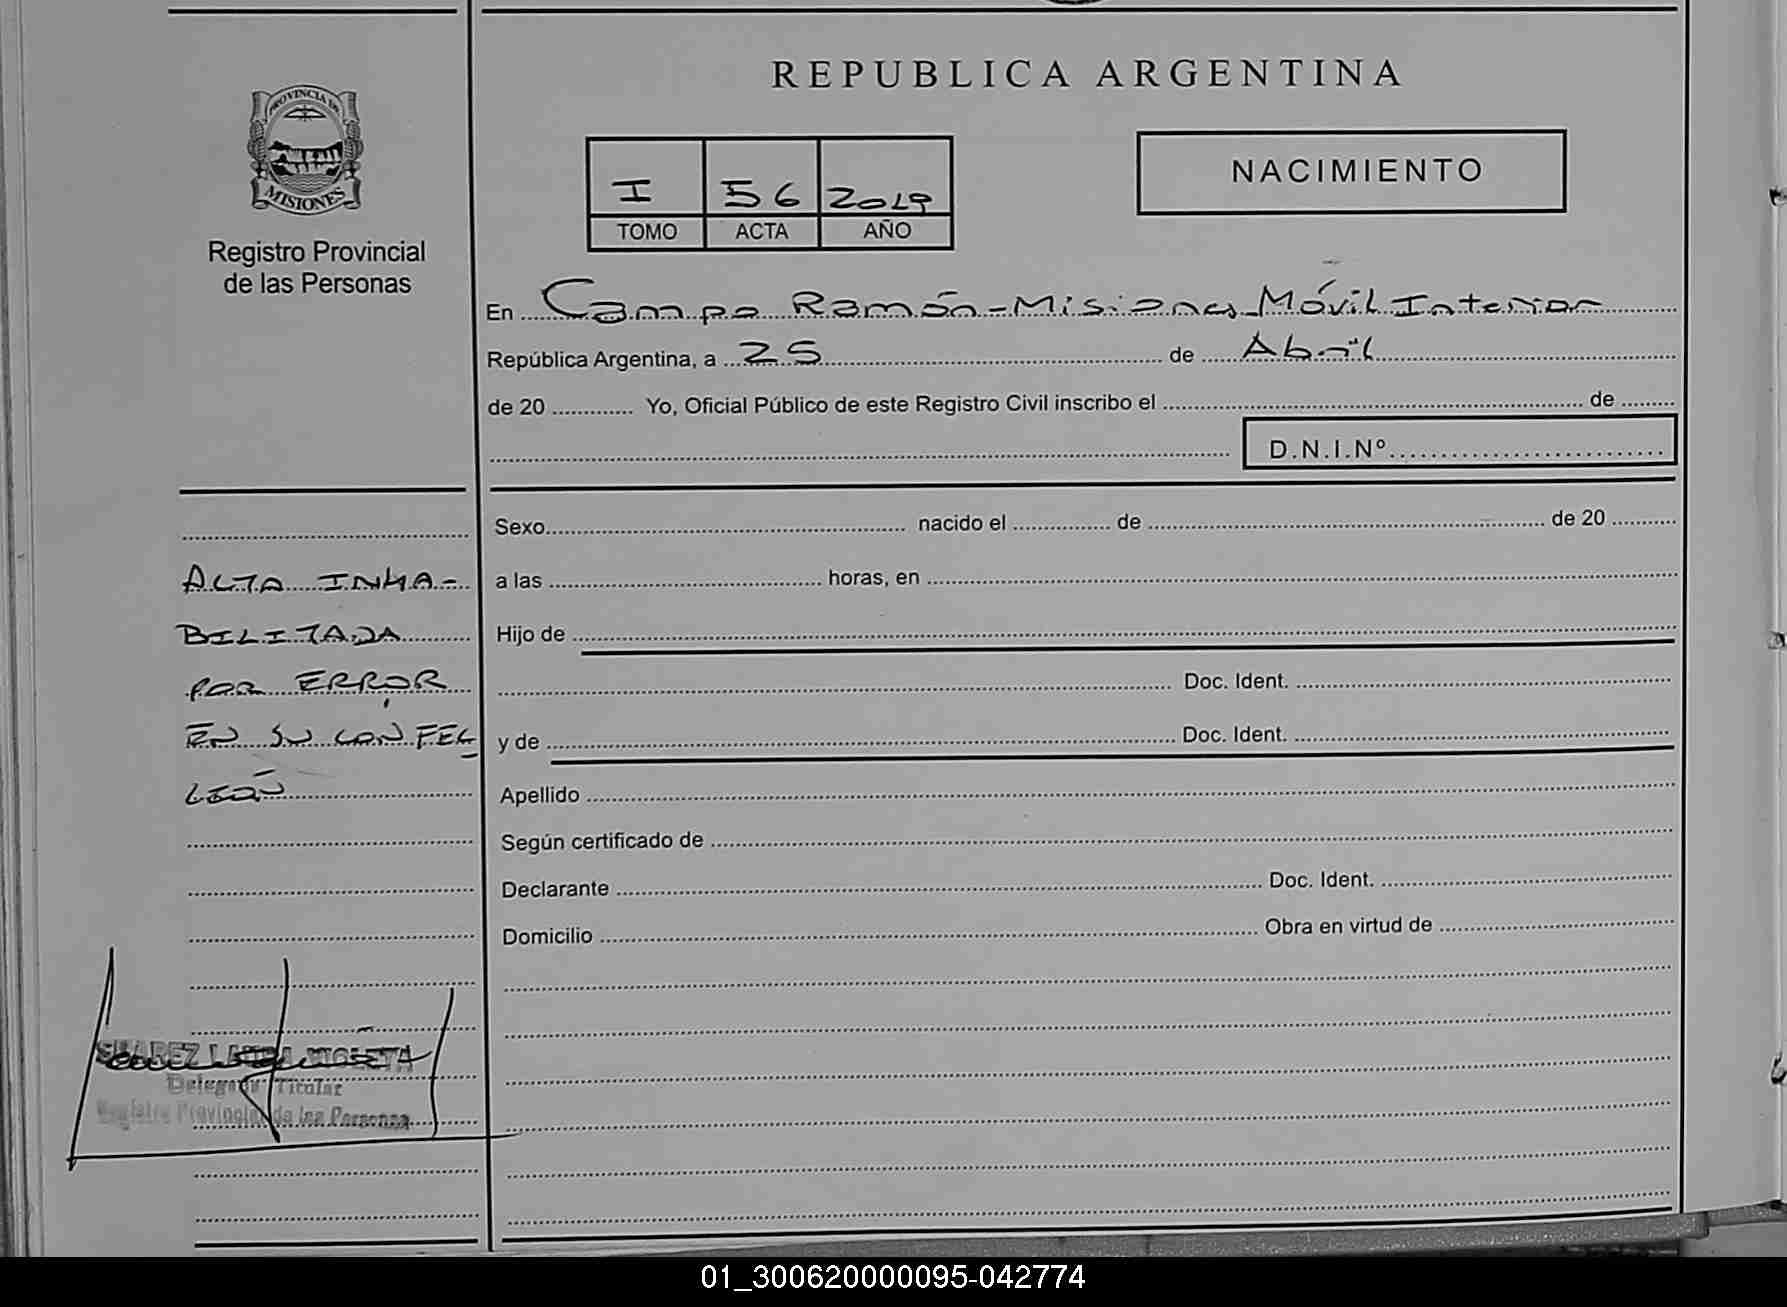 REPUBLICA ARGENTINA
PROVINCIA DE
MISIONES
Registro Provincial
de las Personas
I 56 2019
TOMO ACTA AÑO
NACIMIENTO
En Campo Ramón - Misiones Móvil Interior
República Argentina, a 25 de Abril
de 20 Yo, Oficial Público de este Registro Civil inscribo el de
D.N.I.Nº
Sexo nacido el de de 20
a las horas, en
Hijo de
Doc. Ident.
y de Doc. Ident.
Apellido
Según certificado de
Declarante Doc. Ident.
Domicilio Obra en virtud de
ALTA INHA-
BILITADA
POR ERROR
EN SU CONFEC
CIÓN
SUAREZ LAURA VIOLETA
Delegada Titular
Registro Provincial de las Personas
01_300620000095-042774